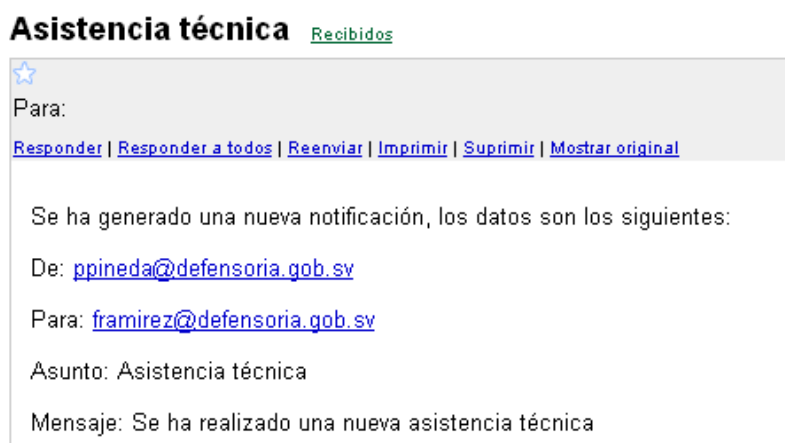 Asistencia técnica Recibidos
Para:
Responder | Responder a todos | Reenviar | Imprimir | Suprimir | Mostrar original
Se ha generado una nueva notificación, los datos son los siguientes:
De: ppineda@defensoria.gob.sv
Para: framirez@defensoria.gob.sv
Asunto: Asistencia técnica
Mensaje: Se ha realizado una nueva asistencia técnica